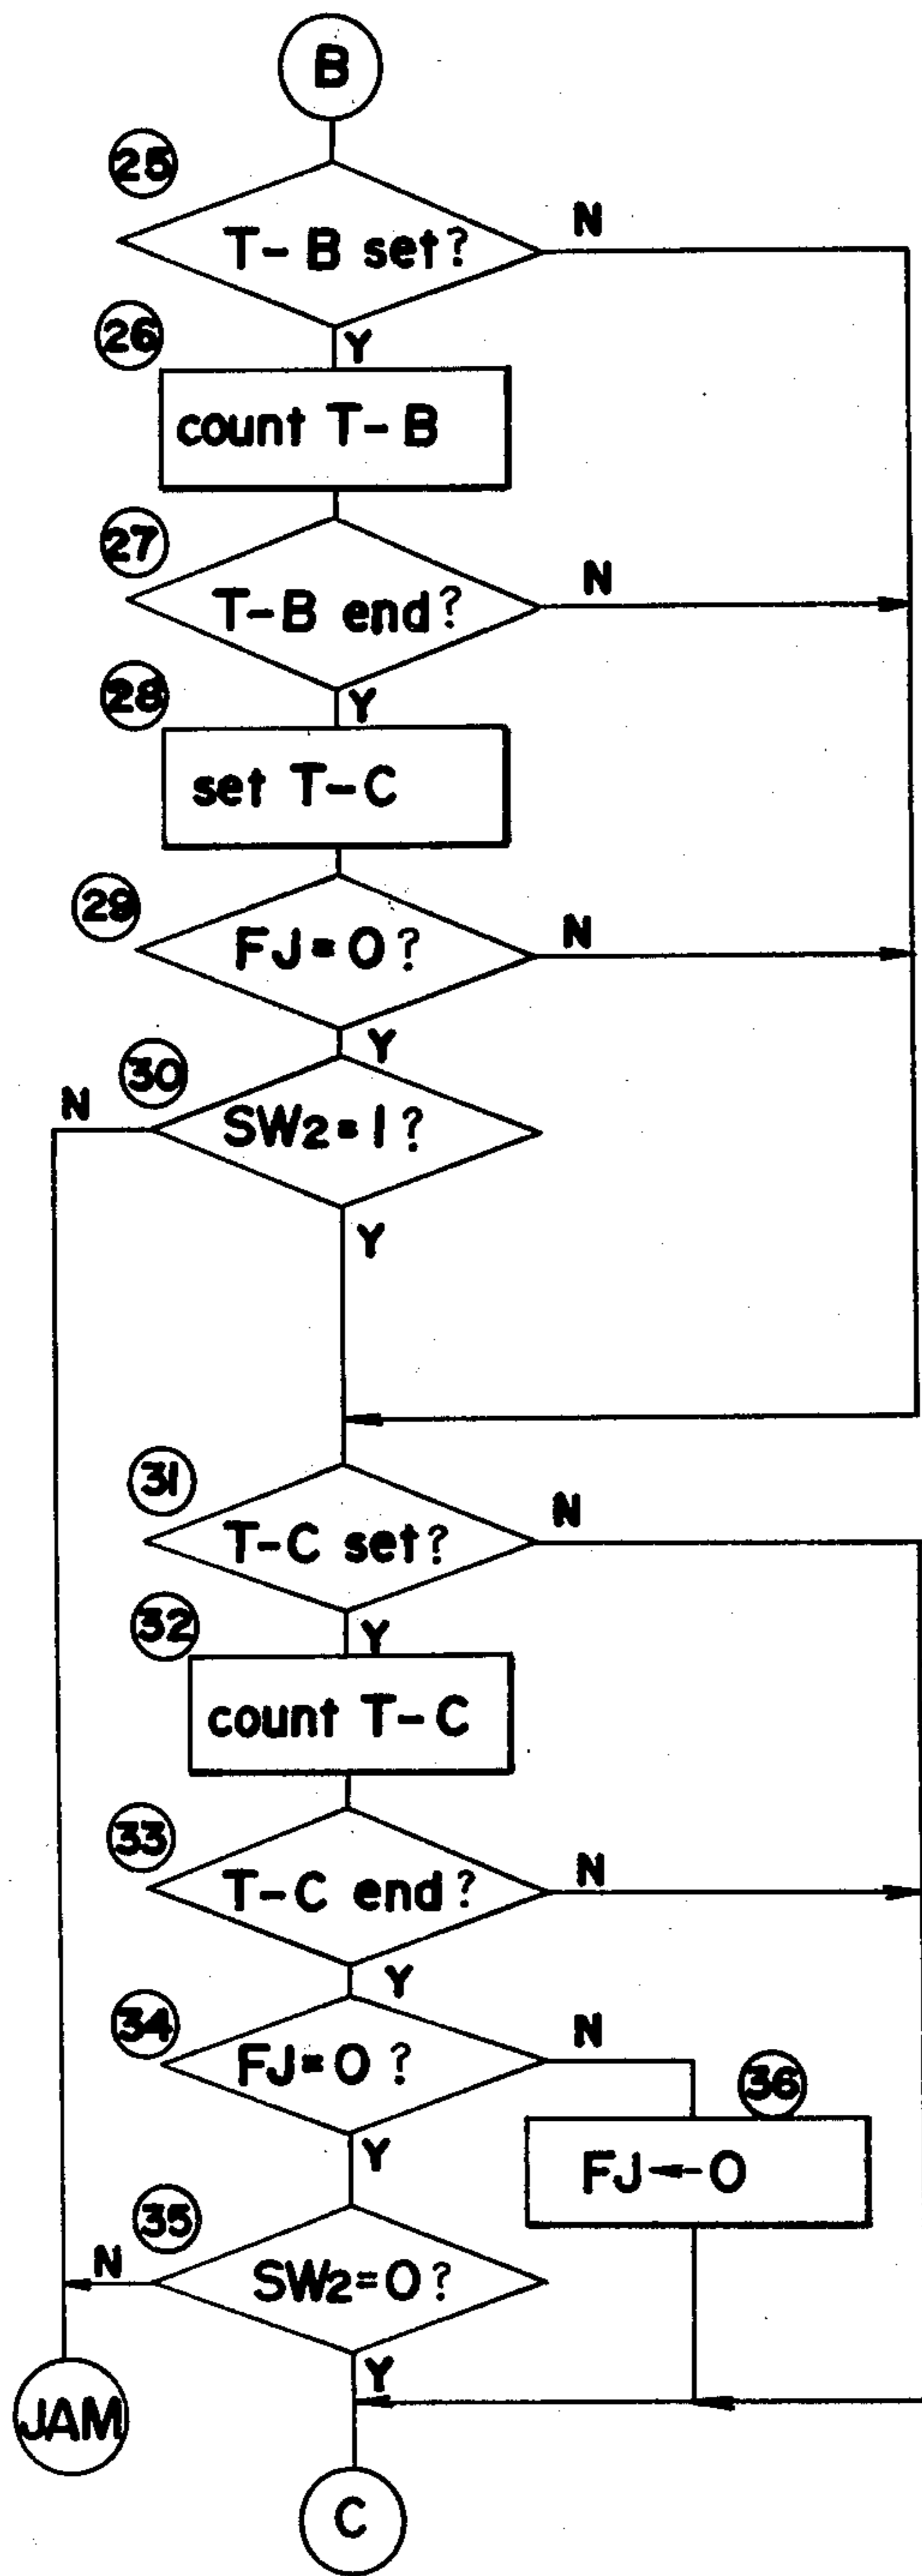 B
25
T-B set?
N
Y
26
count T-B
27
T-B end?
N
Y
28
set T-C
29
FJ=0?
N
Y
30
SW2=1?
N
Y
31
T-C set?
N
Y
32
count T-C
33
T-C end?
N
Y
34
FJ=0?
N
Y
36
FJ←0
35
SW2=0?
N
Y
JAM
C